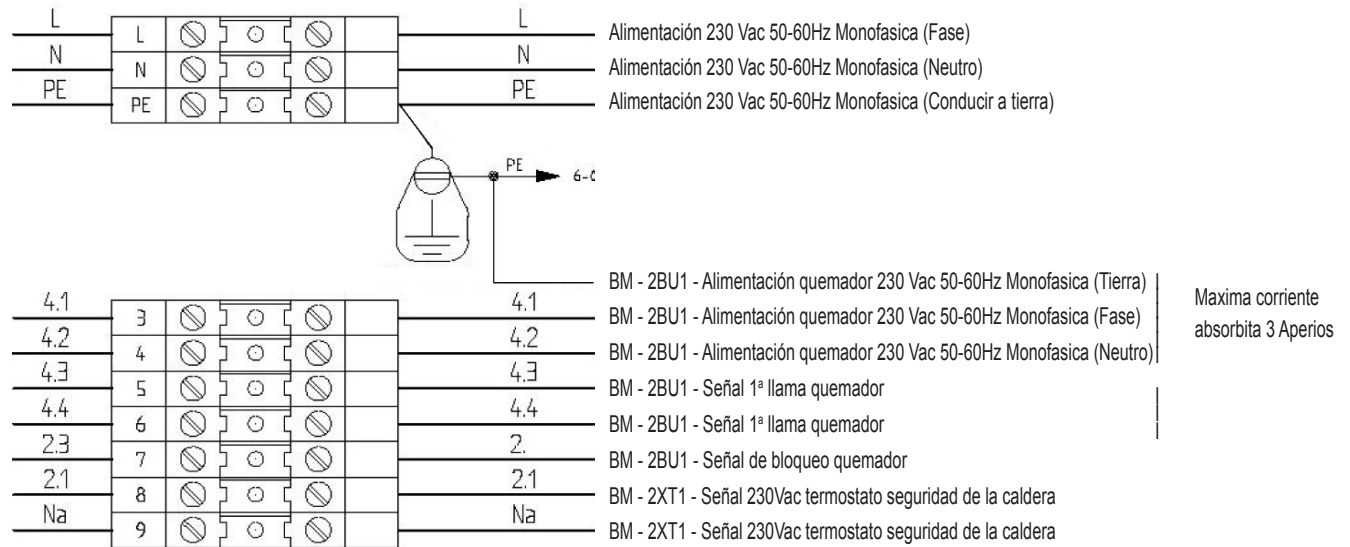 L L
L Alimentación 230 Vac 50-60Hz Monofasica (Fase)
N N
N Alimentación 230 Vac 50-60Hz Monofasica (Neutro)
PE PE
PE Alimentación 230 Vac 50-60Hz Monofasica (Conducir a tierra)
PE
BM - 2BU1 - Alimentación quemador 230 Vac 50-60Hz Monofasica (Tierra)
4.1 4.1
3 BM - 2BU1 - Alimentación quemador 230 Vac 50-60Hz Monofasica (Fase)
4.2 4.2
4 BM - 2BU1 - Alimentación quemador 230 Vac 50-60Hz Monofasica (Neutro)
Maxima corriente
absorbita 3 Aperios
4.3 4.3
5 BM - 2BU1 - Señal 1ª llama quemador
4.4 4.4
6 BM - 2BU1 - Señal 1ª llama quemador
2.3 2.
7 BM - 2BU1 - Señal de bloqueo quemador
2.1 2.1
8 BM - 2XT1 - Señal 230Vac termostato seguridad de la caldera
Na Na
9 BM - 2XT1 - Señal 230Vac termostato seguridad de la caldera